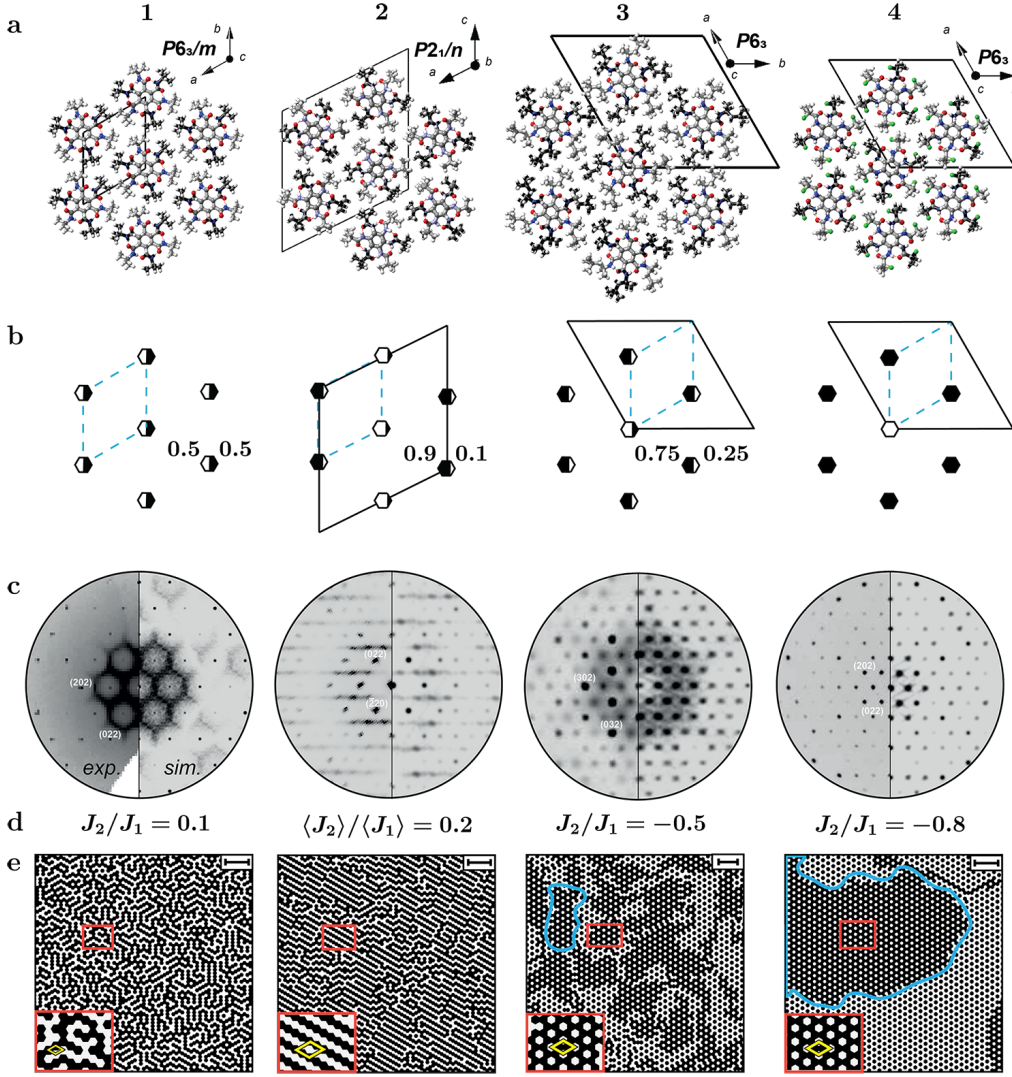 1 2 3 4
a
P6₃/m b c a
P2₁/n c b a
P6₃ a b c
P6₃ a c
b
0.5 0.5
0.9 0.1
0.75 0.25
c
(202)
(022)
exp. sim.
(022)
(2̄20)
(302)
(032)
(202)
(022)
d
J₂/J₁ = 0.1
⟨J₂⟩/⟨J₁⟩ = 0.2
J₂/J₁ = −0.5
J₂/J₁ = −0.8
e